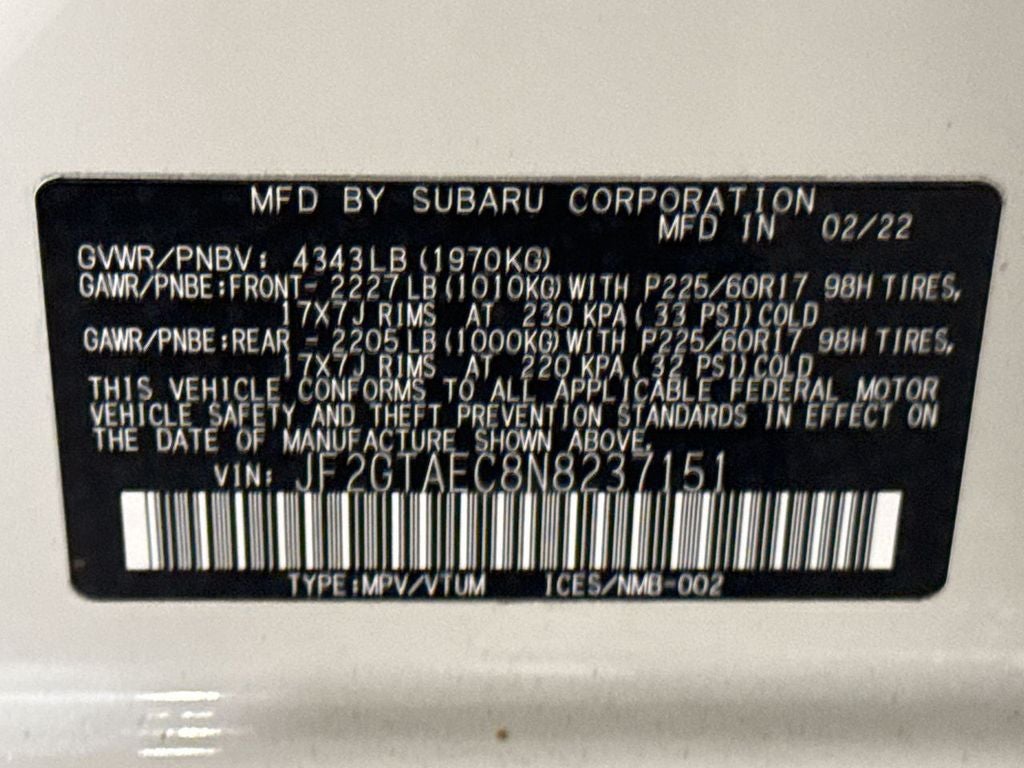 MFD BY SUBARU CORPORATION
MFD IN 02/22
GVWR/PNBV: 4343LB (1970KG)
GAWR/PNBE:FRONT- 2227LB(1010KG)WITH P225/60R17 98H TIRES,
17X7J RIMS AT 230 KPA( 33 PSI)COLD
GAWR/PNBE:REAR - 2205LB(1000KG)WITH P225/60R17 98H TIRES,
17X7J RIMS AT 220 KPA( 32 PSI)COLD
THIS VEHICLE CONFORMS TO ALL APPLICABLE FEDERAL MOTOR
VEHICLE SAFETY AND THEFT PREVENTION STANDARDS IN EFFECT ON
THE DATE OF MANUFACTURE SHOWN ABOVE.
VIN: JF2GTAEC8N8237151
TYPE:MPV/VTUM ICES/NMB-002